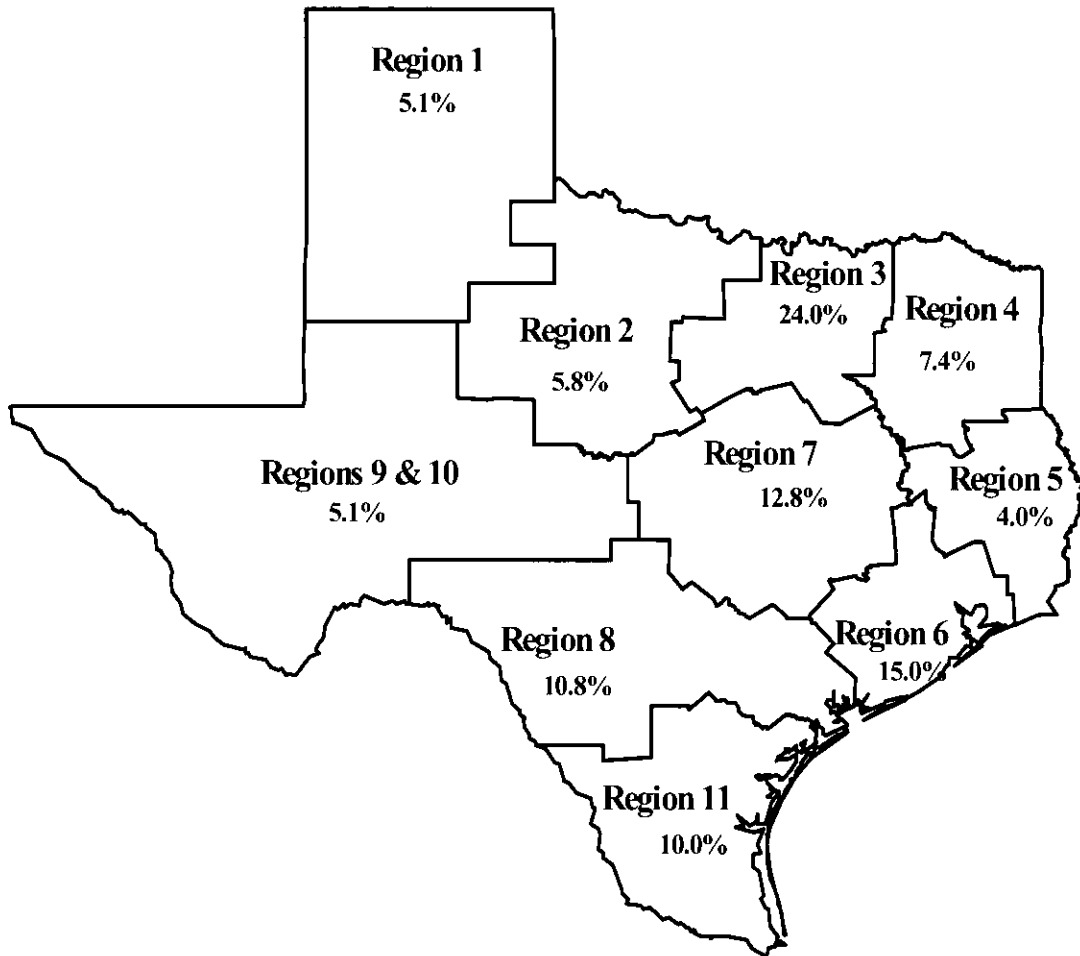 Region 1
5.1%
Region 3
24.0%
Region 4
7.4%
Region 2
5.8%
Region 7
12.8%
Regions 9 & 10
5.1%
Region 5
4.0%
Region 8
10.8%
Region 6
15.0%
Region 11
10.0%